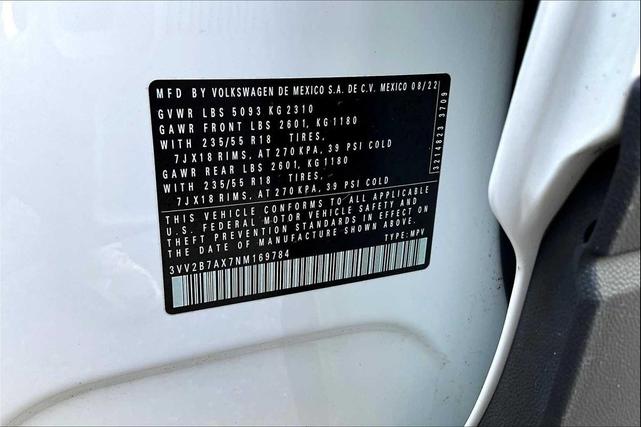 MFD BY VOLKSWAGEN DE MEXICO S.A. DE C.V. MEXICO 08/22
GVWR LBS 5093 KG 2310
GAWR FRONT LBS 2601, KG 1180
WITH 235/55 R18 TIRES,
7JX18 RIMS, AT 270 KPA, 39 PSI COLD
GAWR REAR LBS 2601, KG 1180
WITH 235/55 R18 TIRES,
7JX18 RIMS, AT 270 KPA, 39 PSI COLD
THIS VEHICLE CONFORMS TO ALL APPLICABLE
U.S. FEDERAL MOTOR VEHICLE SAFETY AND
THEFT PREVENTION STANDARDS IN EFFECT ON
THE DATE OF MANUFACTURE SHOWN ABOVE.
3VV2B7AX7NM169784 TYPE: MPV
3214823 3709